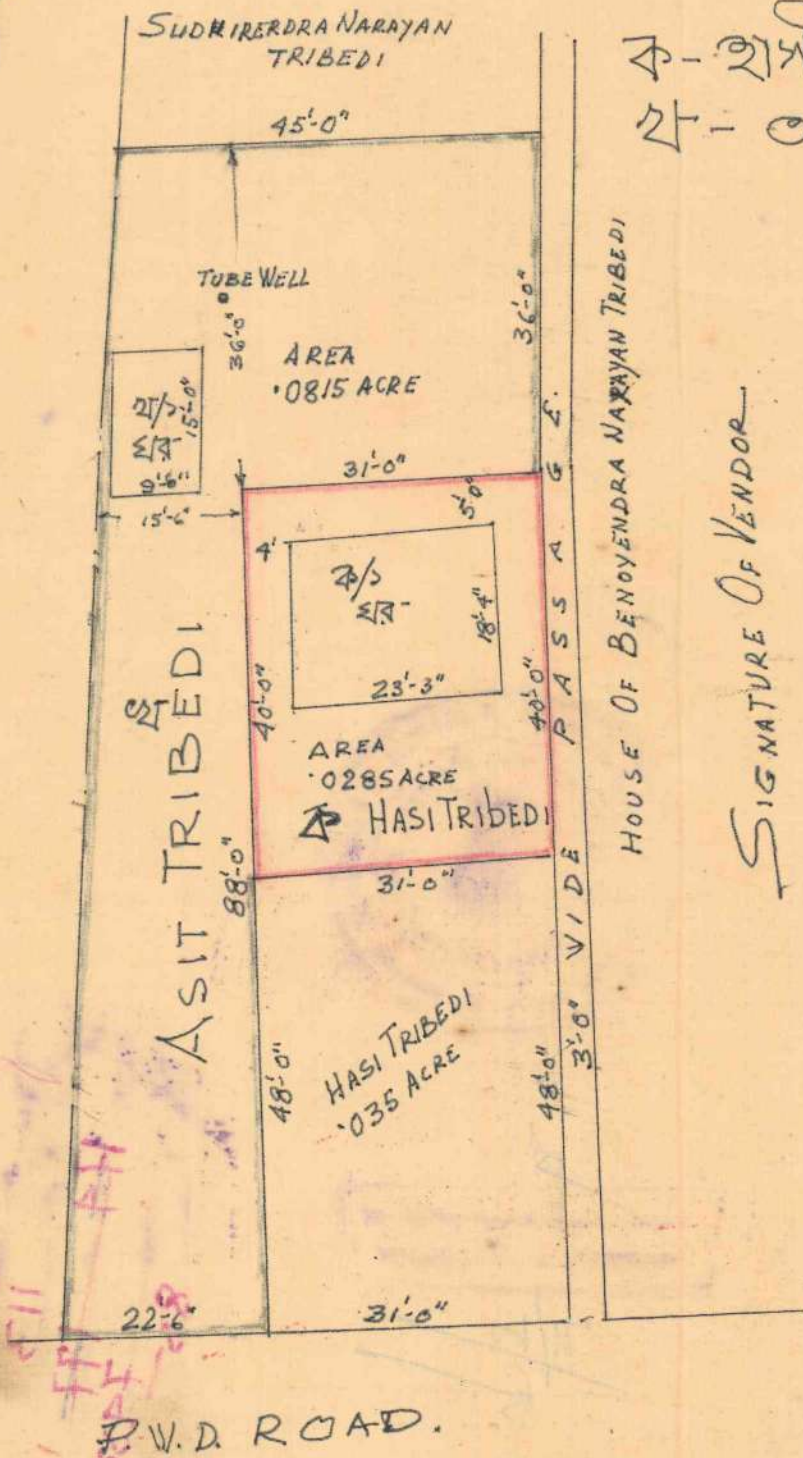 SUDHIRERDRA NARAYAN
TRIBEDI
ক - হাস
খ -
45'-0"
TUBE WELL
36'-0"
36'-0"
AREA
·0815 ACRE
খ/১
ঘর
15'-0"
9'-6"
15'-6"
31'-0"
5'0"
4'
ক/১
ঘর
18'-4"
23'-3"
40'-0"
40'-0"
AREA
·0285 ACRE
ক HASI TRIBEDI
31'-0"
খ
ASIT TRIBEDI
88'-0"
48'-0"
HASI TRIBEDI
·035 ACRE
48'-0"
3'-0" WIDE PASSAGE.
HOUSE OF BENOYENDRA NARAYAN TRIBEDI
SIGNATURE OF VENDOR
22'-6"
31'-0"
P.W.D. ROAD.